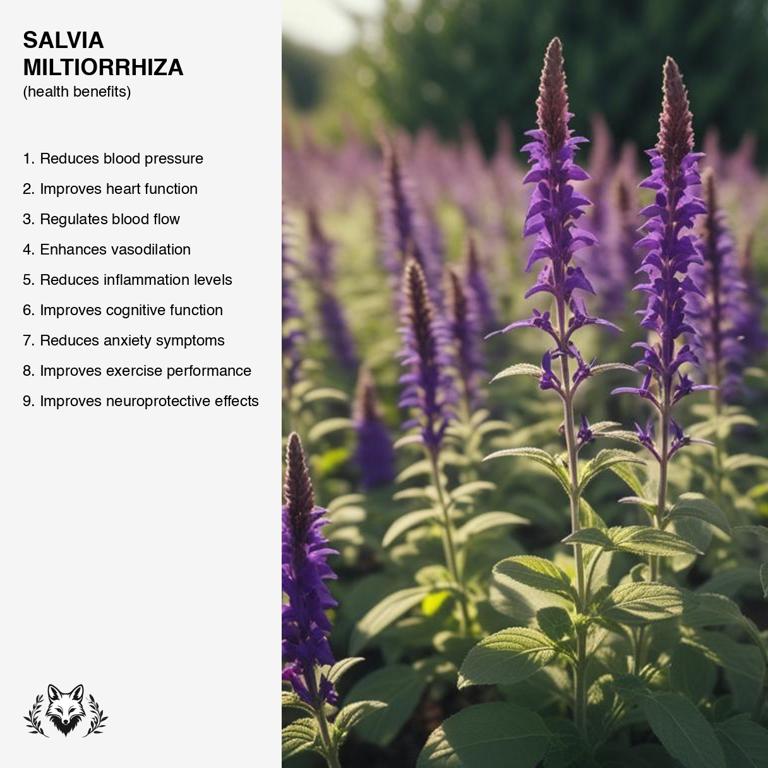 SALVIA
MILTIORRHIZA
(health benefits)
1. Reduces blood pressure
2. Improves heart function
3. Regulates blood flow
4. Enhances vasodilation
5. Reduces inflammation levels
6. Improves cognitive function
7. Reduces anxiety symptoms
8. Improves exercise performance
9. Improves neuroprotective effects